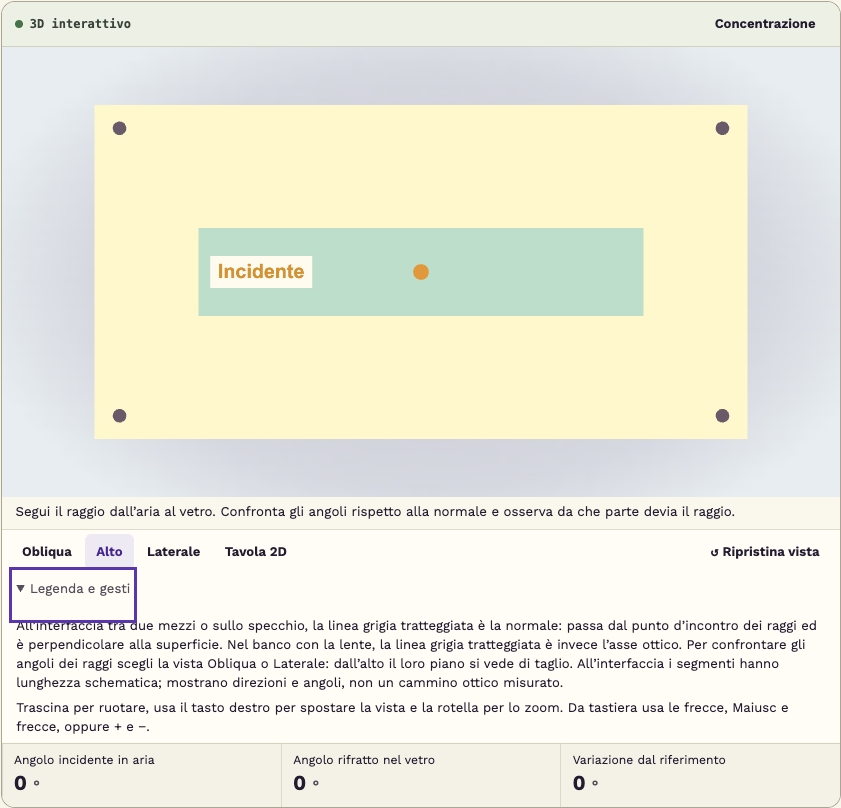 3D interattivo
Concentrazione
Incidente
Segui il raggio dall’aria al vetro. Confronta gli angoli rispetto alla normale e osserva da che parte devia il raggio.
Obliqua Alto Laterale Tavola 2D
↺ Ripristina vista
▼ Legenda e gesti
All’interfaccia tra due mezzi o sullo specchio, la linea grigia tratteggiata è la normale: passa dal punto d’incontro dei raggi ed
è perpendicolare alla superficie. Nel banco con la lente, la linea grigia tratteggiata è invece l’asse ottico. Per confrontare gli
angoli dei raggi scegli la vista Obliqua o Laterale: dall’alto il loro piano si vede di taglio. All’interfaccia i segmenti hanno
lunghezza schematica; mostrano direzioni e angoli, non un cammino ottico misurato.
Trascina per ruotare, usa il tasto destro per spostare la vista e la rotella per lo zoom. Da tastiera usa le frecce, Maiusc e
frecce, oppure + e −.
Angolo incidente in aria
0 °
Angolo rifratto nel vetro
0 °
Variazione dal riferimento
0 °